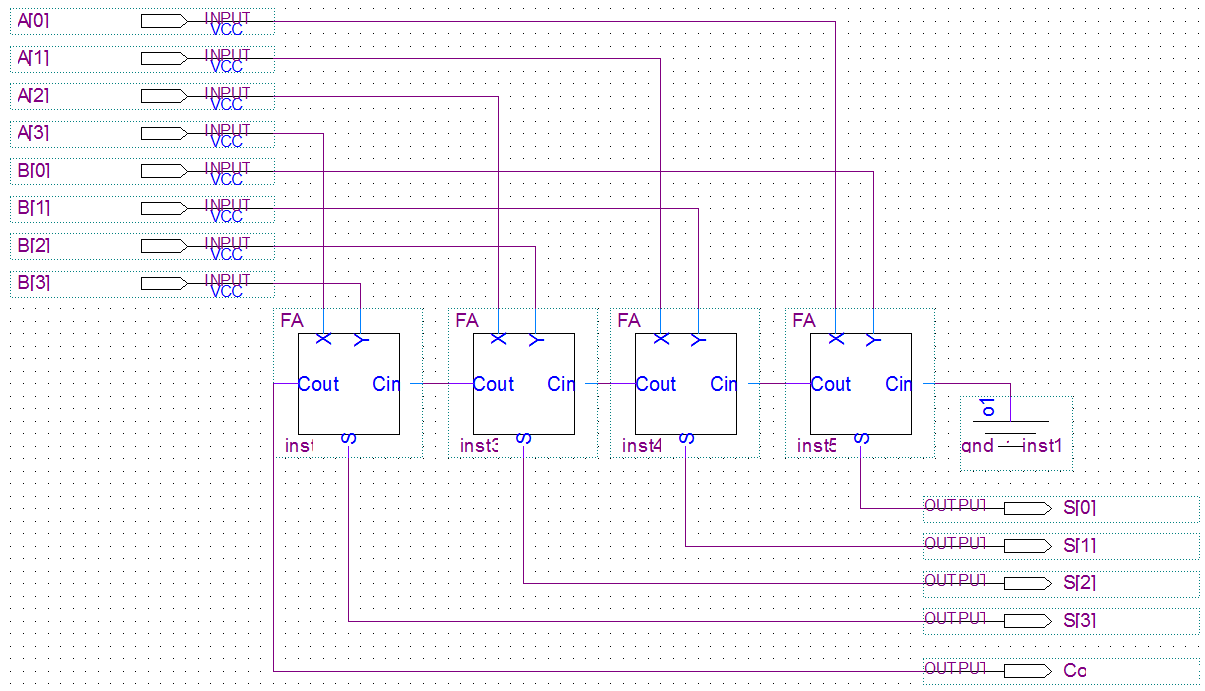 A[0] INPUT
VCC
A[1] INPUT
VCC
A[2] INPUT
VCC
A[3] INPUT
VCC
B[0] INPUT
VCC
B[1] INPUT
VCC
B[2] INPUT
VCC
B[3] INPUT
VCC
FA FA FA FA
X Y X Y X Y X Y
Cout Cin Cout Cin Cout Cin Cout Cin
o1
S S S S
inst inst3 inst4 inst5 gnd inst1
OUTPUT S[0]
OUTPUT S[1]
OUTPUT S[2]
OUTPUT S[3]
OUTPUT Co